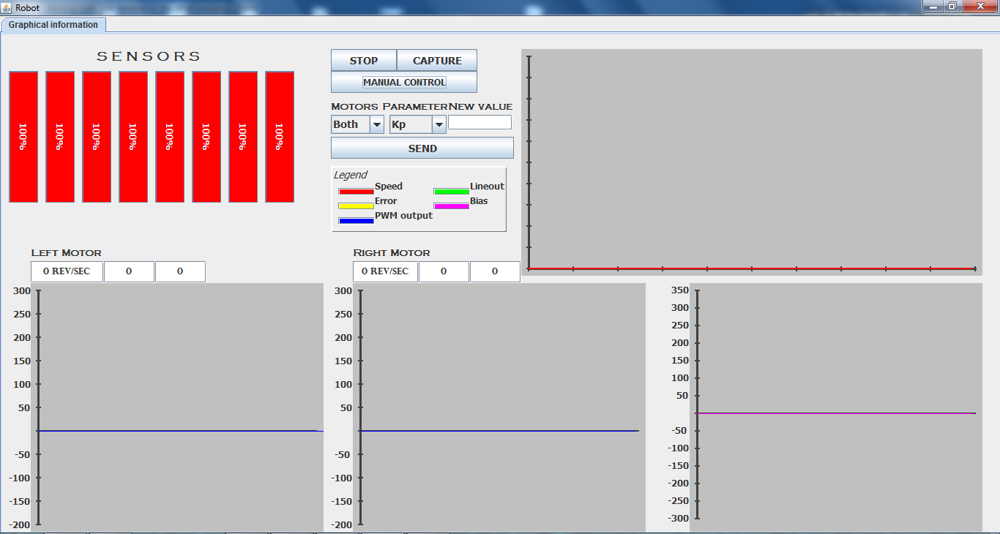 Robot
Graphical information
SENSORS
100% 100% 100% 100% 100% 100% 100% 100%
STOP CAPTURE
MANUAL CONTROL
MOTORS PARAMETER NEW VALUE
Both Kp
SEND
Legend
Speed Lineout
Error Bias
PWM output
LEFT MOTOR
0 REV/SEC 0 0
300
250
200
150
100
50
-50
-100
-150
-200
RIGHT MOTOR
0 REV/SEC 0 0
300
250
200
150
100
50
-50
-100
-150
-200
350
300
250
200
150
100
50
-50
-100
-150
-200
-250
-300